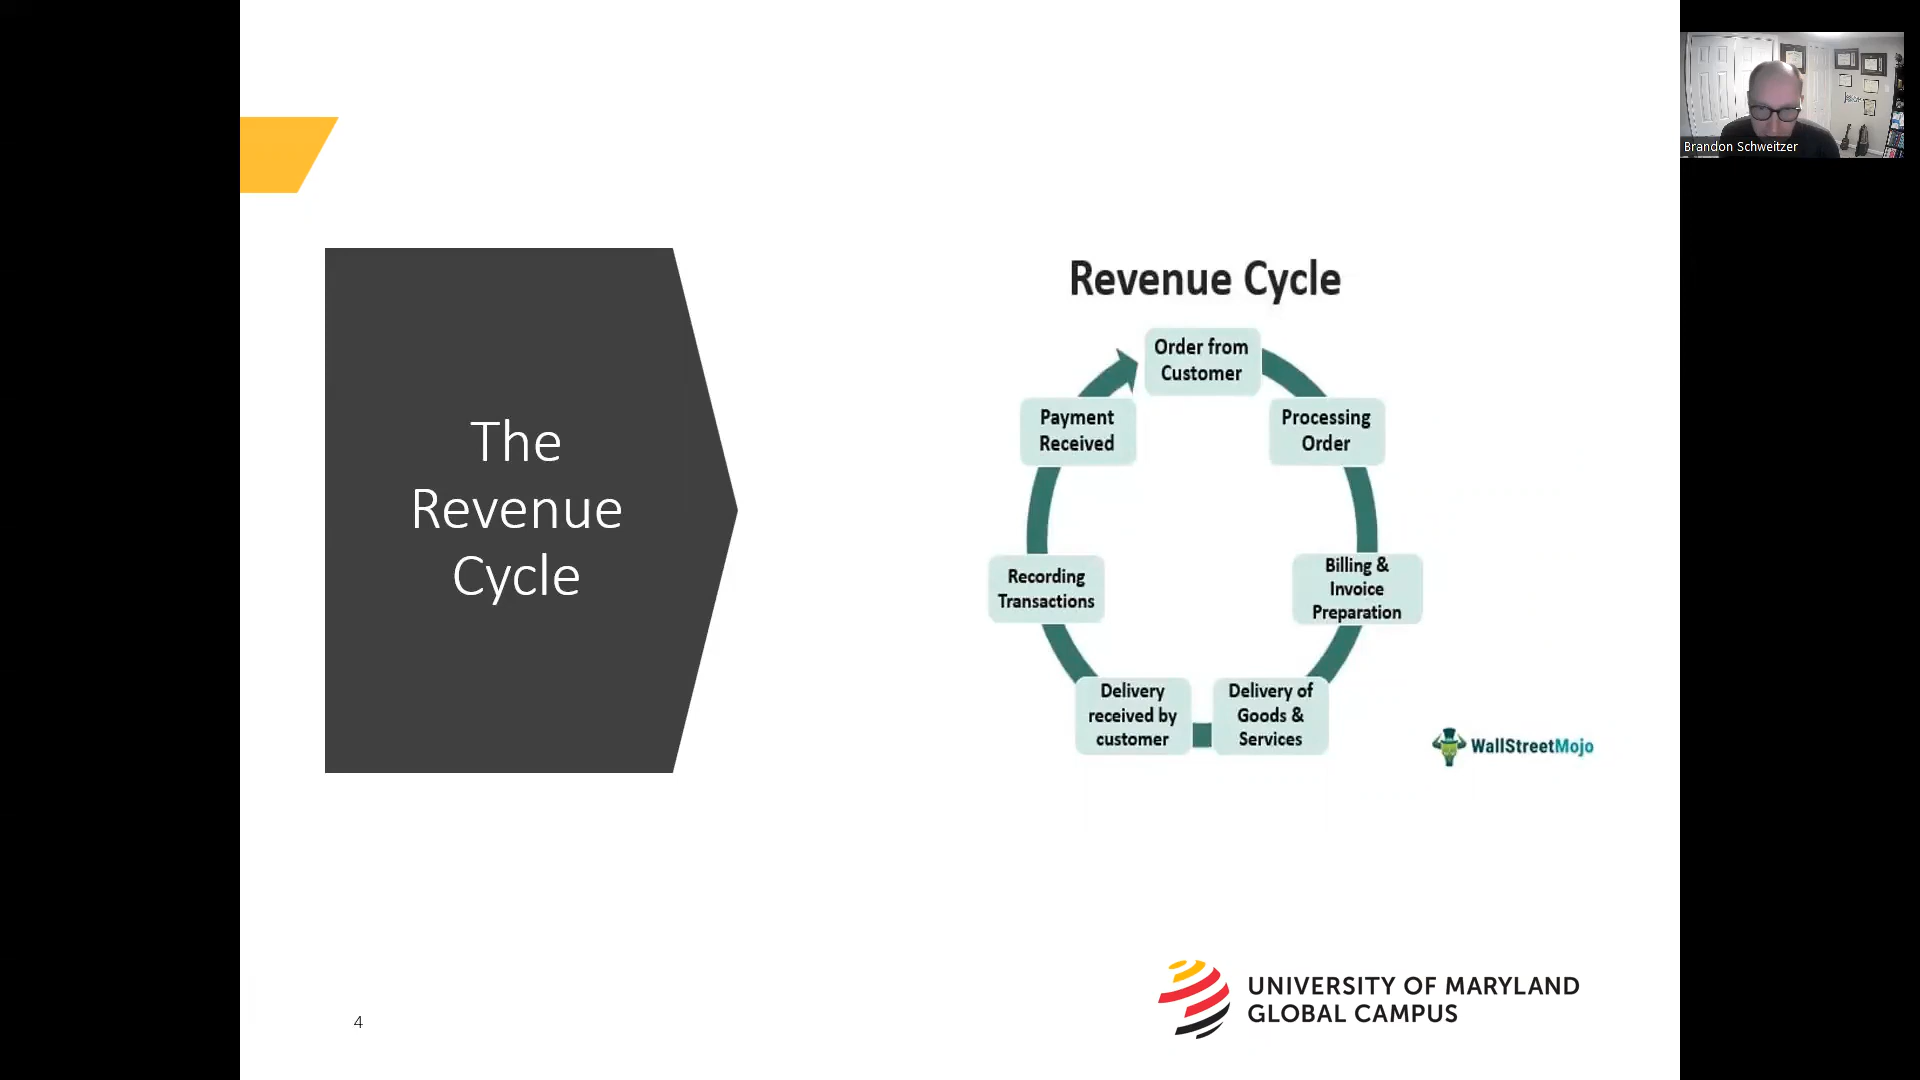 The
Revenue
Cycle
Revenue Cycle
Order from
Customer
Processing
Order
Billing &
Invoice
Preparation
Delivery of
Goods &
Services
Delivery
received by
customer
Recording
Transactions
Payment
Received
WallStreetMojo
UNIVERSITY OF MARYLAND
GLOBAL CAMPUS
4
Brandon Schweitzer